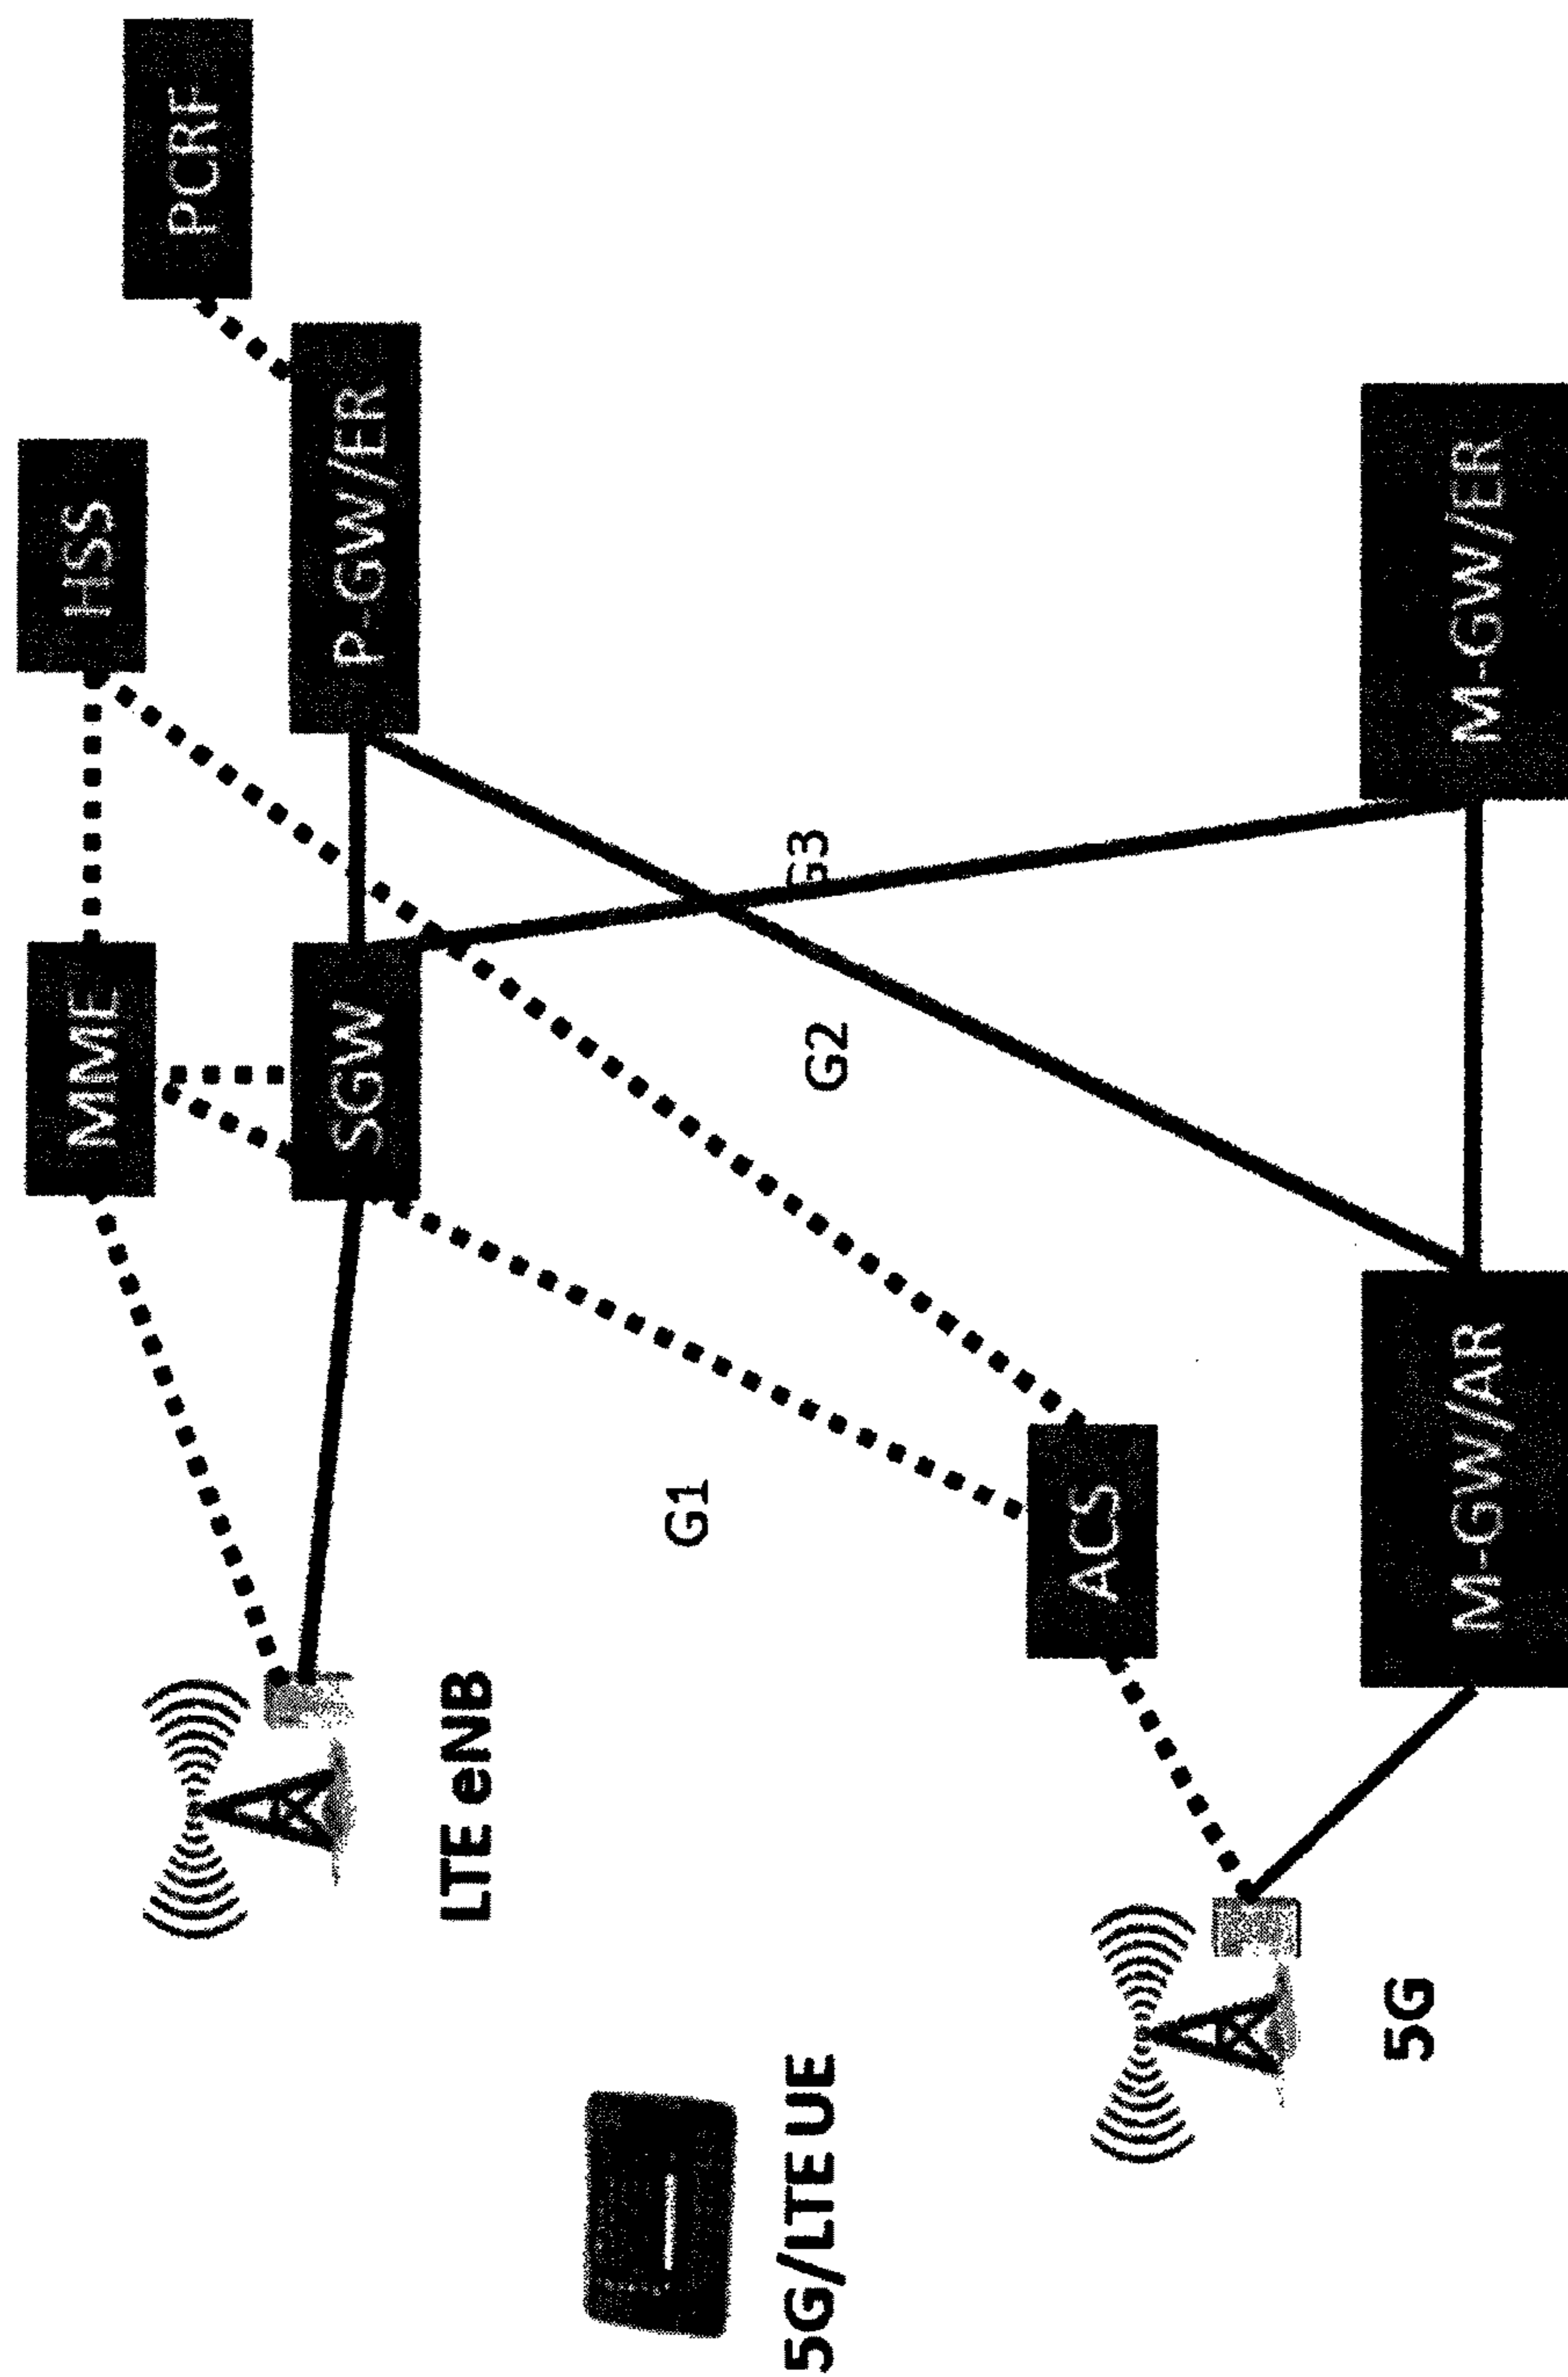 HSS
MME
PCRF
P-GW/ER
SGW
LTE eNB
G3
G2
G1
5G/LTE UE
ACS
5G
M-GW/AR
M-GW/ER